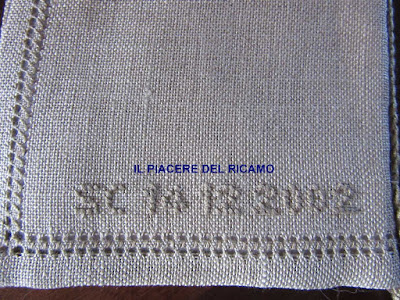 IL PIACERE DEL RICAMO
SC 14 12 2002